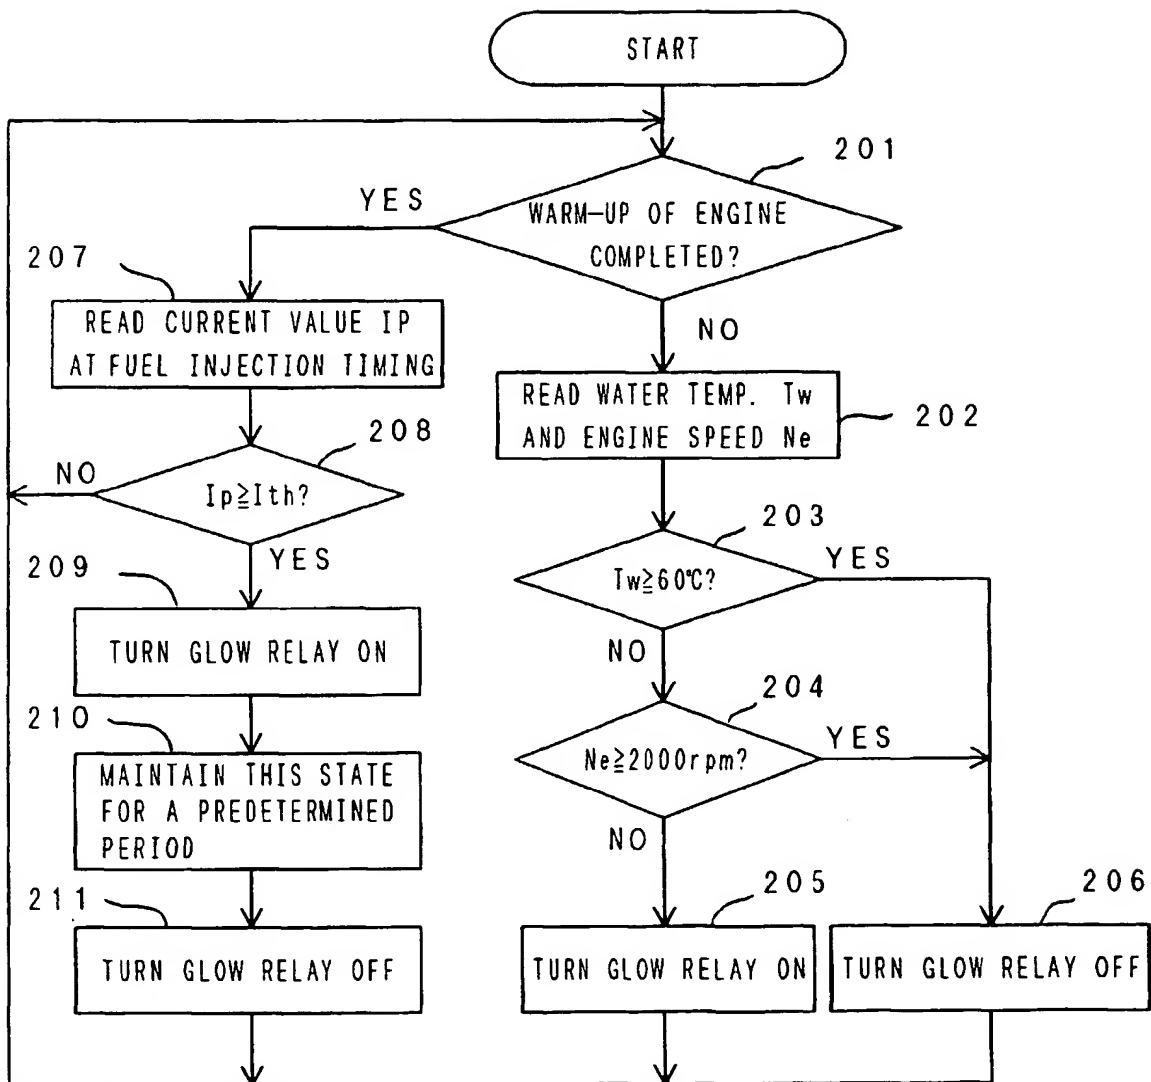 START
201
YES
WARM-UP OF ENGINE
COMPLETED?
207
NO
READ CURRENT VALUE IP
AT FUEL INJECTION TIMING
READ WATER TEMP. Tw
AND ENGINE SPEED Ne
202
208
NO
Ip≧Ith?
203
YES
YES
Tw≧60℃?
209
TURN GLOW RELAY ON
NO
204
210
YES
Ne≧2000rpm?
MAINTAIN THIS STATE
FOR A PREDETERMINED
PERIOD
NO
211
205
206
TURN GLOW RELAY OFF
TURN GLOW RELAY ON
TURN GLOW RELAY OFF